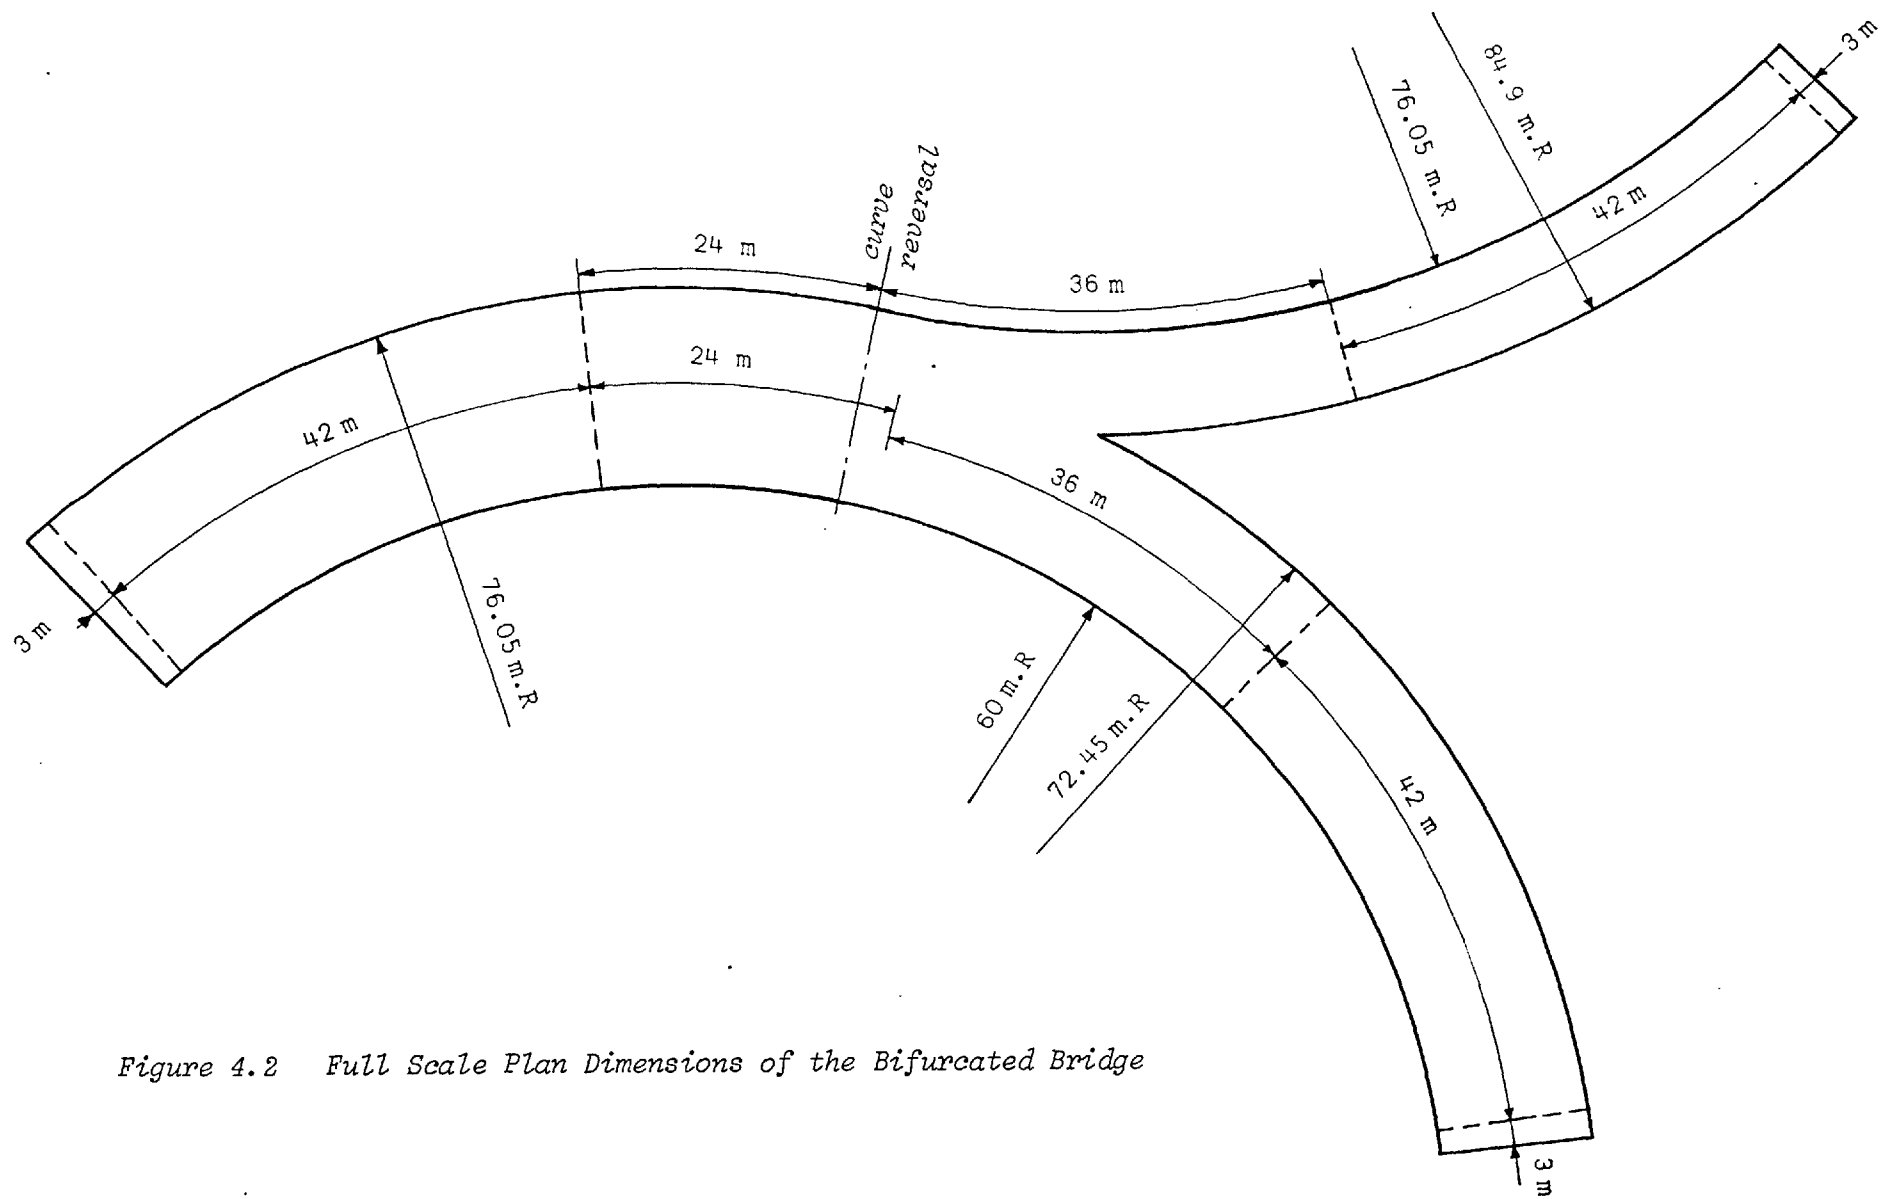 3 m
84.9 m.R
76.05 m.R
42 m
curve
reversal
24 m
36 m
24 m
42 m
36 m
3 m
76.05 m.R
60 m.R
72.45 m.R
42 m
3 m
Figure 4.2 Full Scale Plan Dimensions of the Bifurcated Bridge